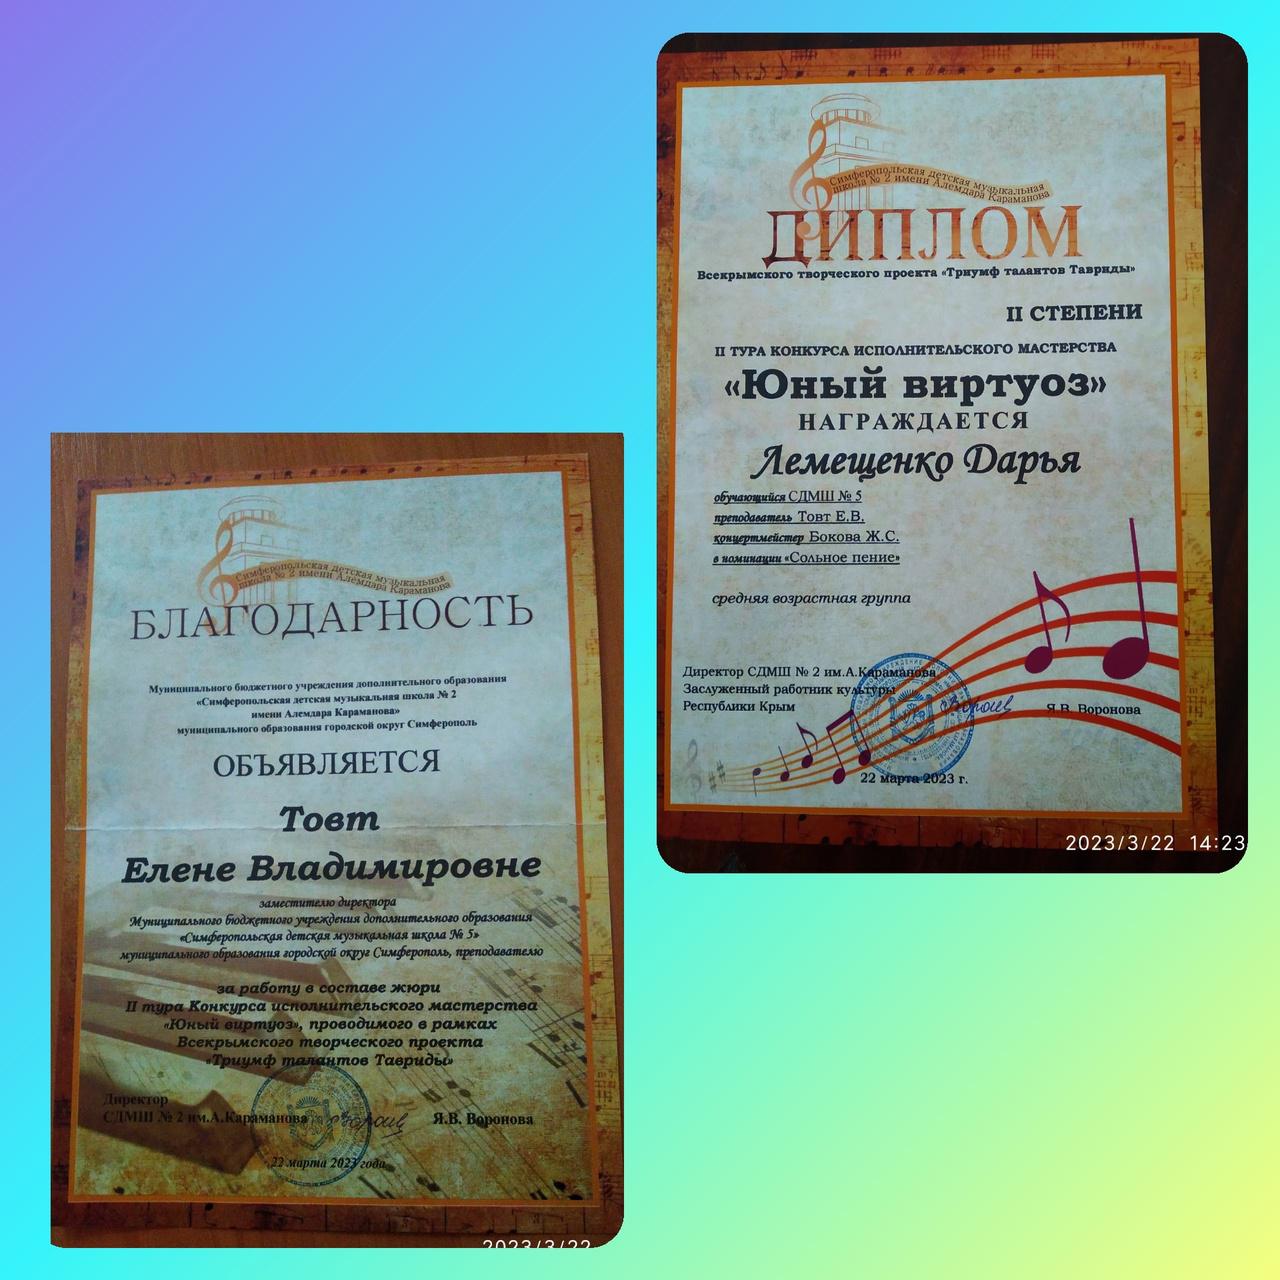 Симферопольская детская музыкальная
школа № 2 имени Алемдара Караманова
ДИПЛОМ
Всекрымского творческого проекта «Триумф талантов Тавриды»
II СТЕПЕНИ
II ТУРА КОНКУРСА ИСПОЛНИТЕЛЬСКОГО МАСТЕРСТВА
«Юный виртуоз»
НАГРАЖДАЕТСЯ
Лемещенко Дарья
обучающийся СДМШ № 5
преподаватель Товт Е.В.
концертмейстер Бокова Ж.С.
в номинации «Сольное пение»
средняя возрастная группа
Директор СДМШ № 2 им.А.Караманова
Заслуженный работник культуры
Республики Крым
Я.В. Воронова
22 марта 2023 г.
2023/3/22 14:23
Симферопольская детская музыкальная
школа № 2 имени Алемдара Караманова
БЛАГОДАРНОСТЬ
Муниципального бюджетного учреждения дополнительного образования
«Симферопольская детская музыкальная школа № 2
имени Алемдара Караманова»
муниципального образования городской округ Симферополь
ОБЪЯВЛЯЕТСЯ
Товт
Елене Владимировне
заместителю директора
Муниципального бюджетного учреждения дополнительного образования
«Симферопольская детская музыкальная школа № 5»
муниципального образования городской округ Симферополь, преподавателю
за работу в составе жюри
II тура Конкурса исполнительского мастерства
«Юный виртуоз», проводимого в рамках
Всекрымского творческого проекта
«Триумф талантов Тавриды»
Директор
СДМШ № 2 им.А.Караманова Я.В. Воронова
22 марта 2023 года
2023/3/22